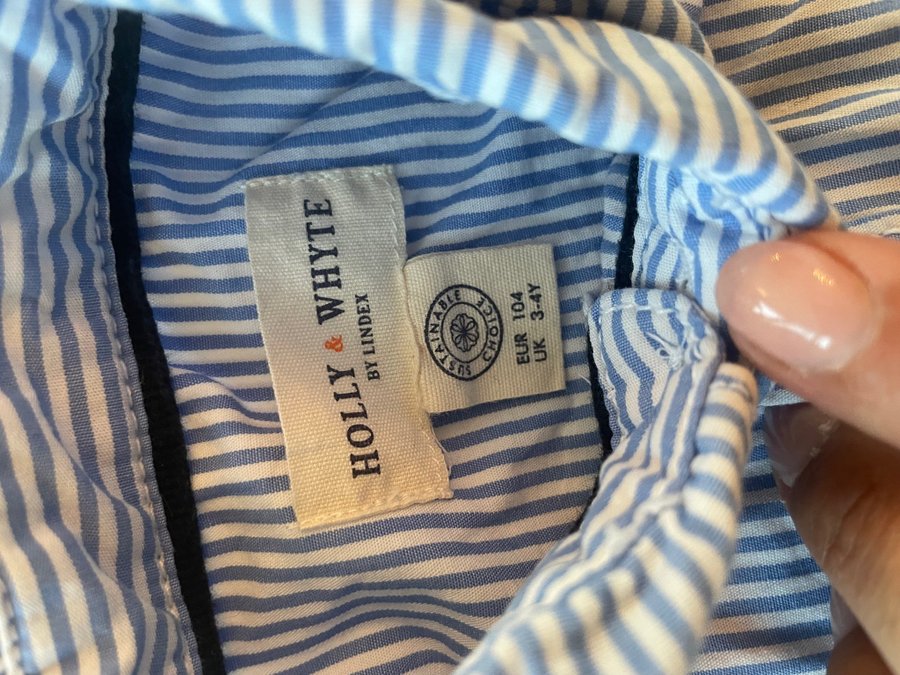 HOLLY & WHYTE
BY LINDEX
SUSTAINABLE CHOICE
EUR 104
UK 3-4Y